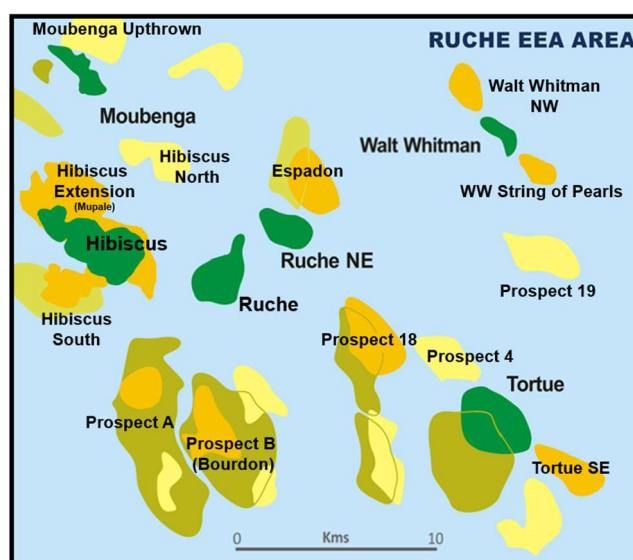 Moubenga Upthrown
RUCHE EEA AREA
Walt Whitman
NW
Moubenga
Walt Whitman
Hibiscus
North
Hibiscus
Extension
(Mupale)
Espadon
WW String of Pearls
Hibiscus
Ruche NE
Prospect 19
Ruche
Hibiscus
South
Prospect 18
Prospect 4
Tortue
Prospect A
Prospect B
(Bourdon)
Tortue SE
0 Kms 10